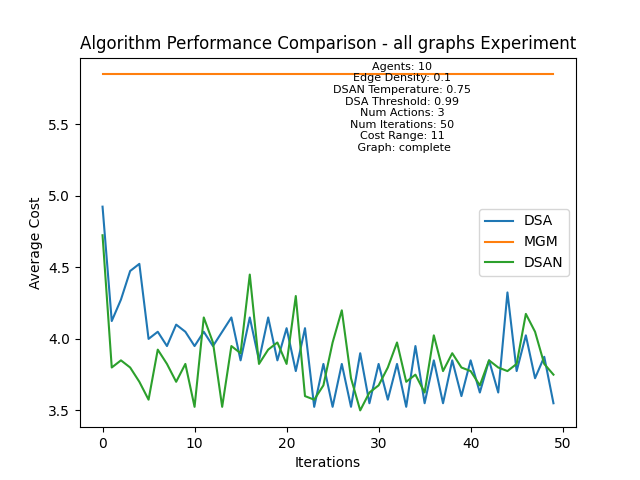 Algorithm Performance Comparison - all graphs Experiment
Agents: 10
Edge Density: 0.1
DSAN Temperature: 0.75
DSA Threshold: 0.99
Num Actions: 3
Num Iterations: 50
Cost Range: 11
Graph: complete
5.5
5.0
4.5
4.0
3.5
Average Cost
DSA
MGM
DSAN
0 10 20 30 40 50
Iterations